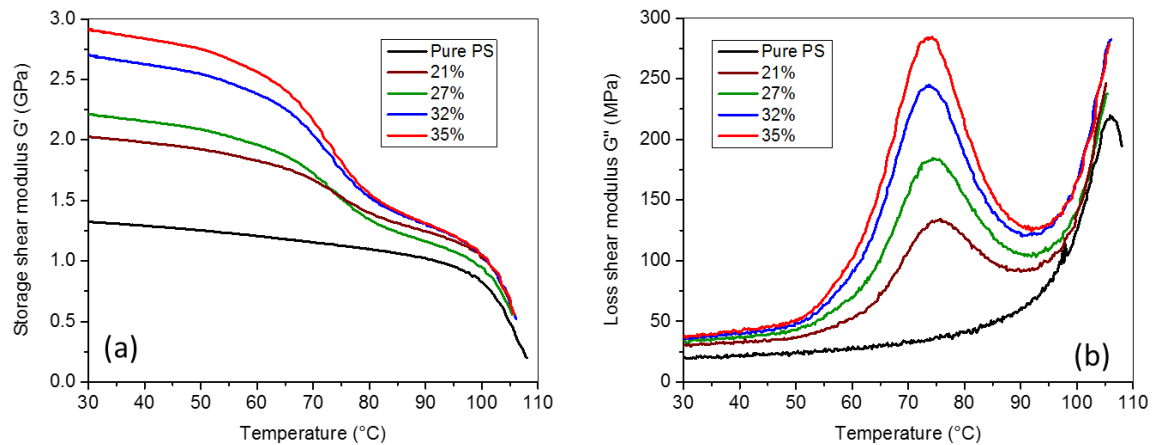 3.0
2.5
2.0
1.5
1.0
0.5
0.0
Storage shear modulus G' (GPa)
Pure PS
21%
27%
32%
35%
(a)
30 40 50 60 70 80 90 100 110
Temperature (°C)
300
250
200
150
100
50
0
Loss shear modulus G" (MPa)
Pure PS
21%
27%
32%
35%
(b)
30 40 50 60 70 80 90 100 110
Temperature (°C)